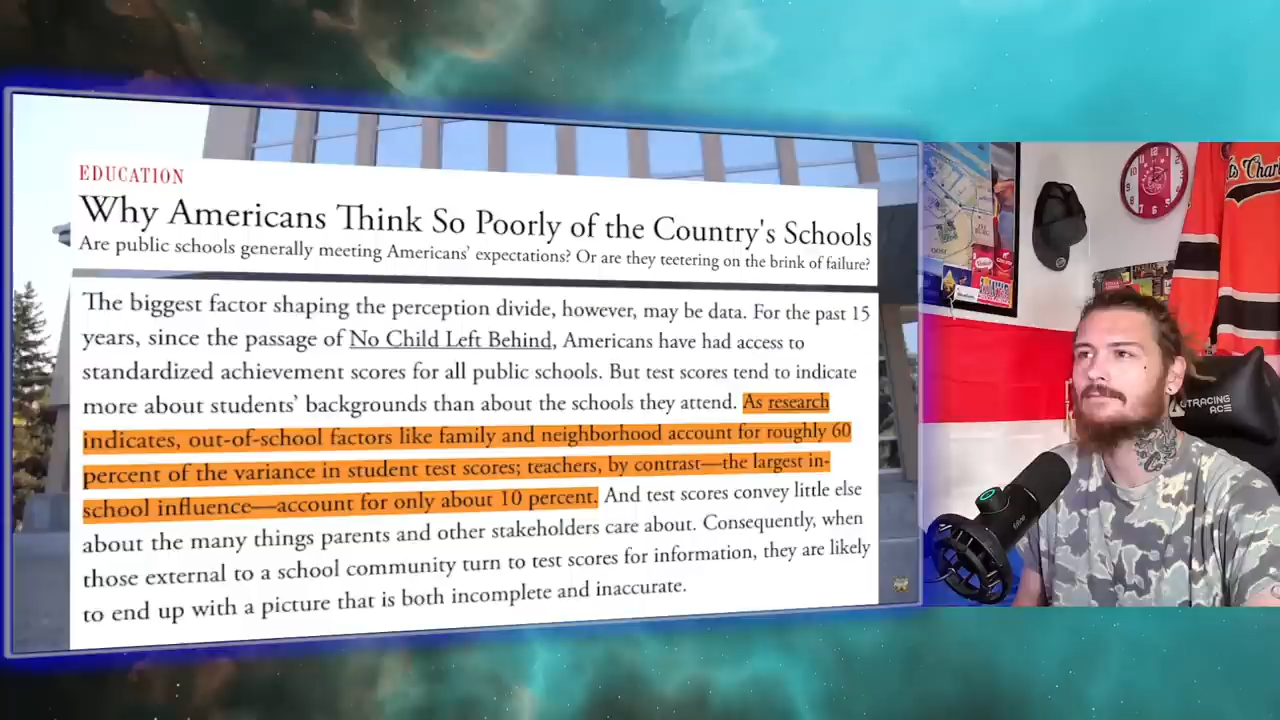 EDUCATION
Why Americans Think So Poorly of the Country's Schools
Are public schools generally meeting Americans' expectations? Or are they teetering on the brink of failure?
The biggest factor shaping the perception divide, however, may be data. For the past 15
years, since the passage of No Child Left Behind, Americans have had access to
standardized achievement scores for all public schools. But test scores tend to indicate
more about students' backgrounds than about the schools they attend. As research
indicates, out-of-school factors like family and neighborhood account for roughly 60
percent of the variance in student test scores; teachers, by contrast—the largest in-
school influence—account for only about 10 percent. And test scores convey little else
about the many things parents and other stakeholders care about. Consequently, when
those external to a school community turn to test scores for information, they are likely
to end up with a picture that is both incomplete and inaccurate.
TRACING
ACE